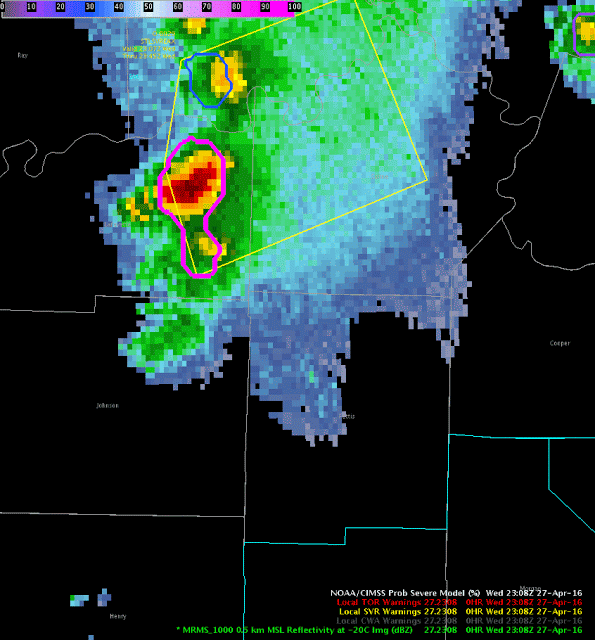 0 10 20 30 40 50 60 70 80 90 100
Ray
Cooper
Johnson
Henry
NOAA/CIMSS Prob Severe Model (%) Wed 23:08Z 27-Apr-16
Local TOR Warnings 27.2308 0HR Wed 23:08Z 27-Apr-16
Local SVR Warnings 27.2308 0HR Wed 23:08Z 27-Apr-16
Local CWA Warnings 27.2308 0HR Wed 23:08Z 27-Apr-16
* MRMS_1000 0.5 km MSL Reflectivity at -20C Img (dBZ) 27.2308 0HR Wed 23:08Z 27-Apr-16